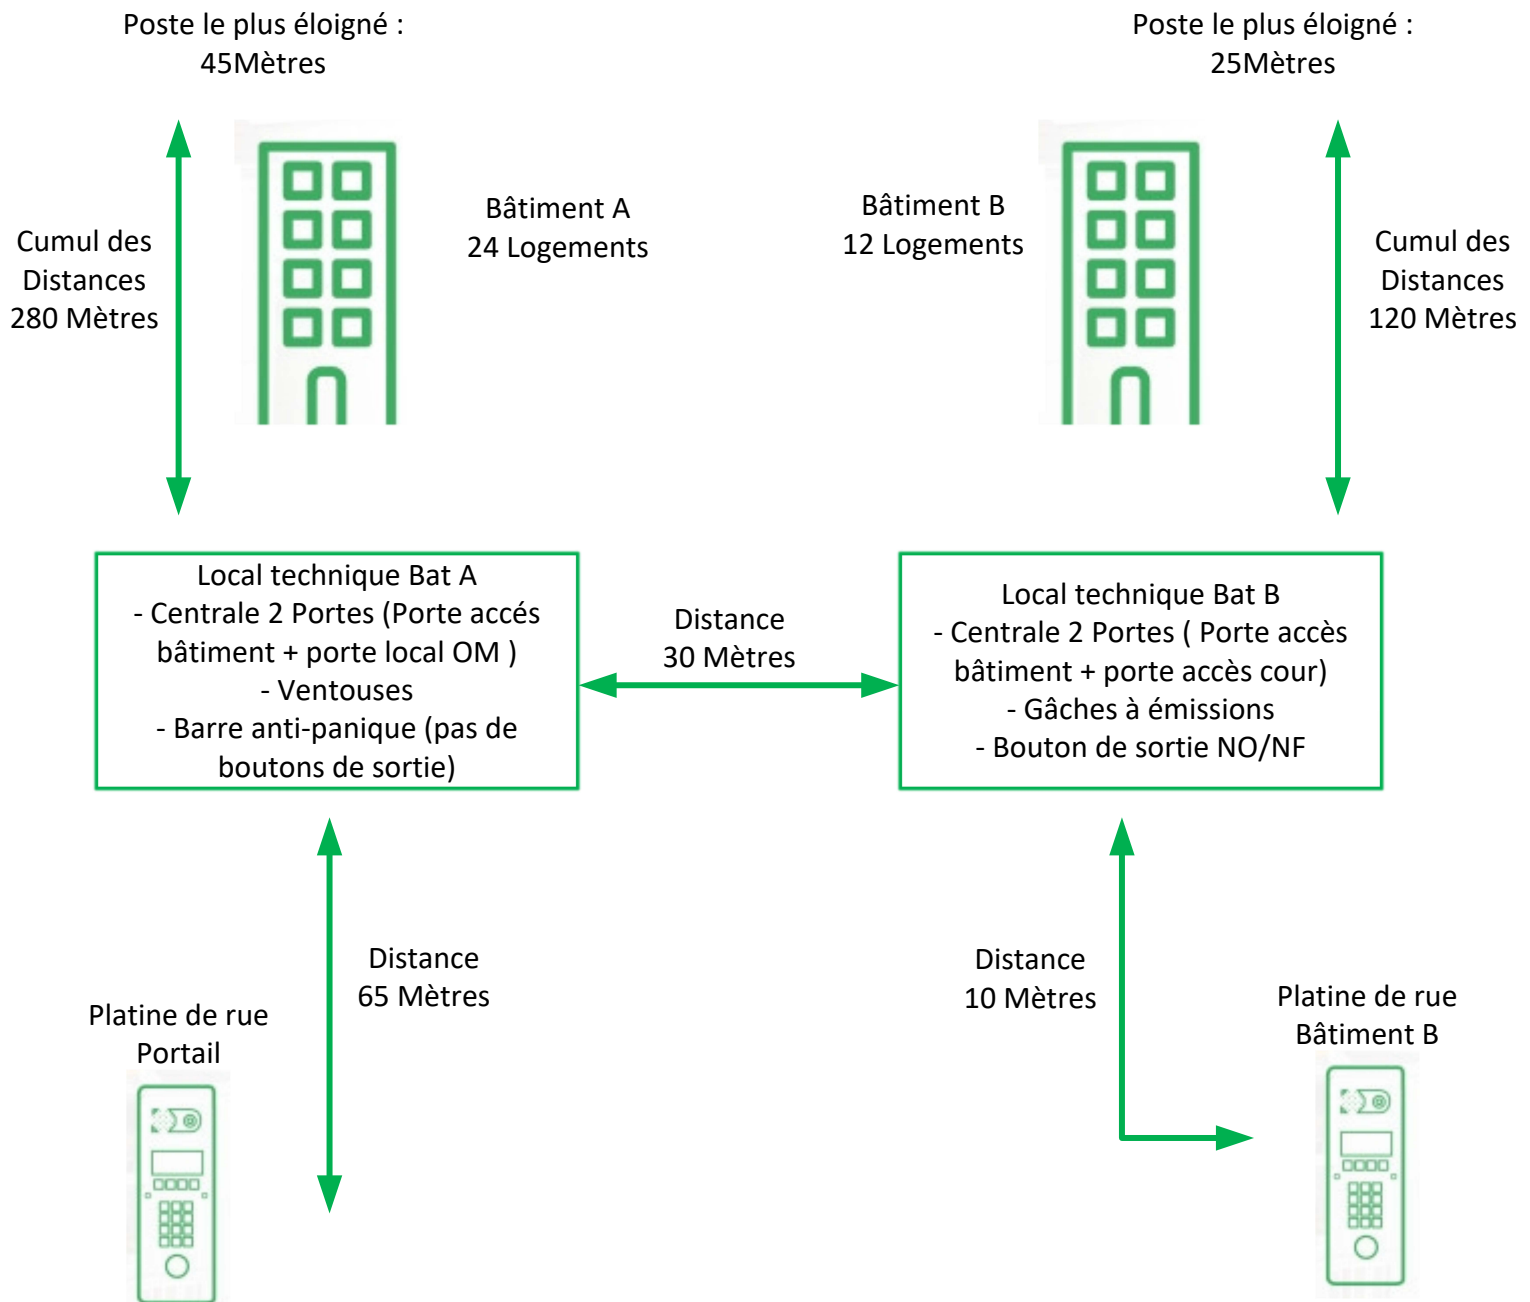 Poste le plus éloigné :
45Mètres
Poste le plus éloigné :
25Mètres
Cumul des
Distances
280 Mètres
Bâtiment A
24 Logements
Bâtiment B
12 Logements
Cumul des
Distances
120 Mètres
Local technique Bat A
- Centrale 2 Portes (Porte accés
bâtiment + porte local OM )
- Ventouses
- Barre anti-panique (pas de
boutons de sortie)
Distance
30 Mètres
Local technique Bat B
- Centrale 2 Portes ( Porte accès
bâtiment + porte accès cour)
- Gâches à émissions
- Bouton de sortie NO/NF
Distance
65 Mètres
Distance
10 Mètres
Platine de rue
Portail
Platine de rue
Bâtiment B